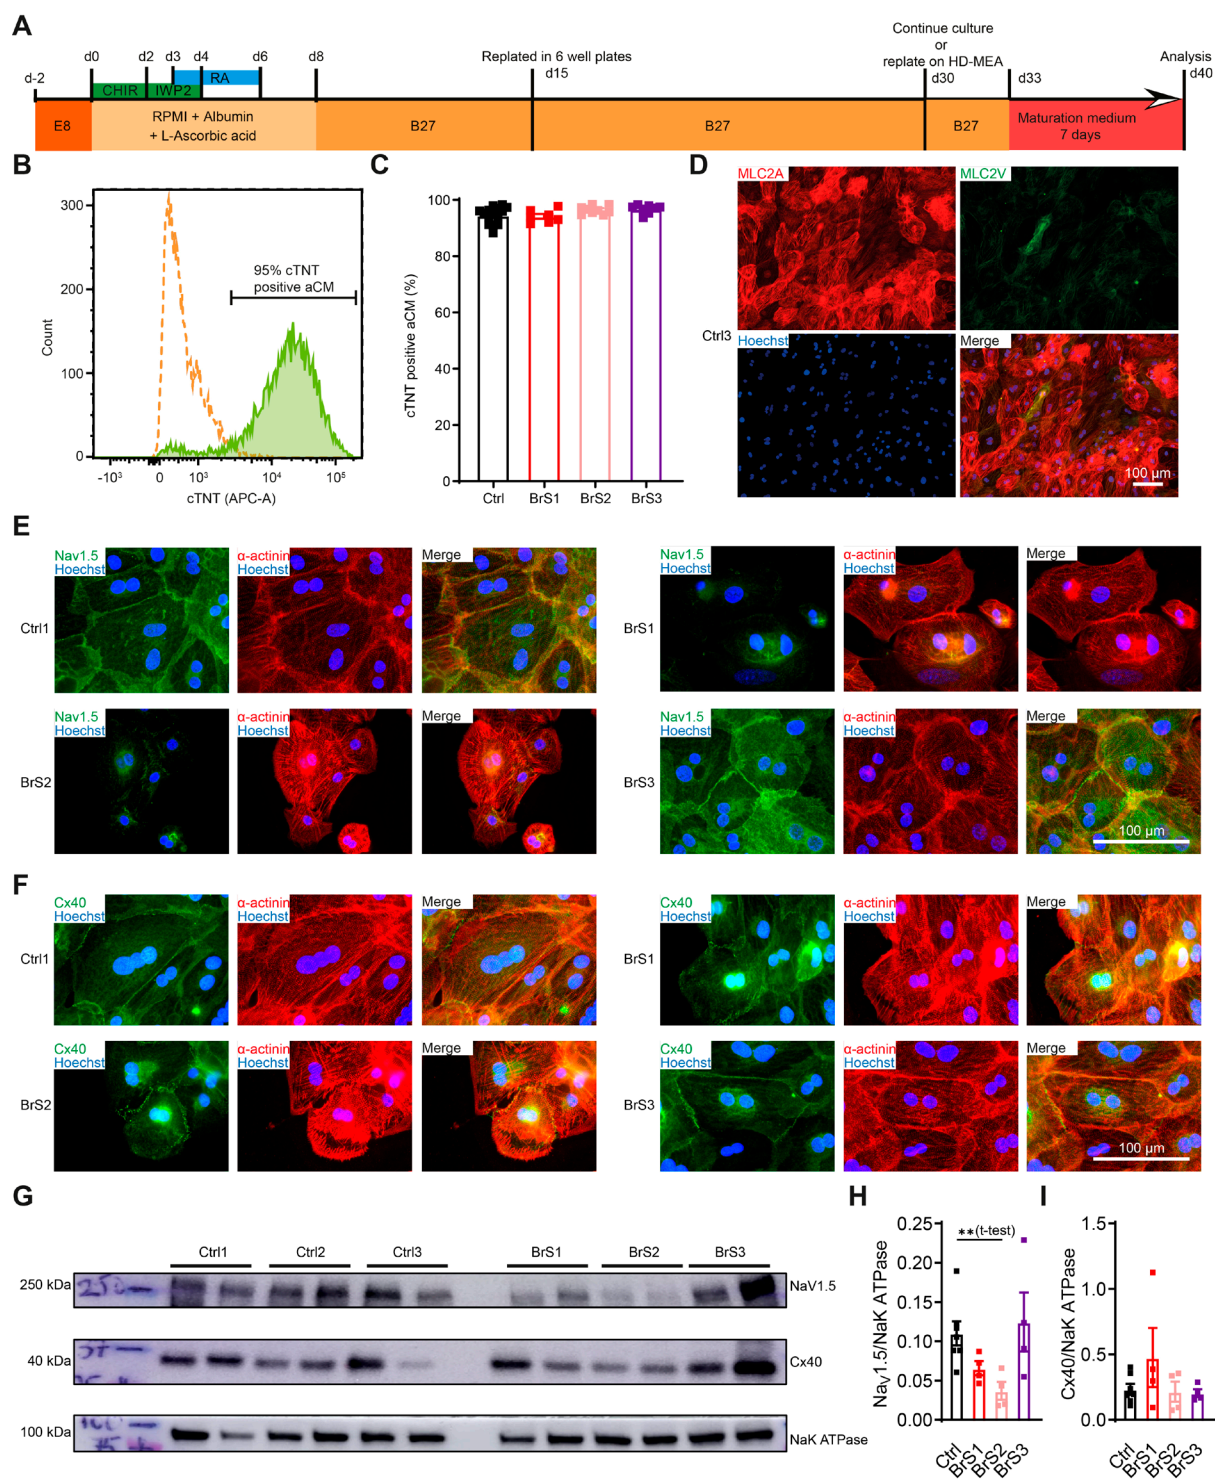 A
Continue culture
or
replate on HD-MEA
Replated in 6 well plates
Analysis
d-2
d0
d2
d3
d4
d6
d8
d15
d30
d33
d40
CHIR
IWP2
RA
E8
RPMI + Albumin
+ L-Ascorbic acid
B27
B27
B27
Maturation medium
7 days
B
300
200
100
0
Count
95% cTNT
positive aCM
-10³
0
10³
10⁴
10⁵
cTNT (APC-A)
C
100
80
60
40
20
0
cTNT positive aCM (%)
Ctrl
BrS1
BrS2
BrS3
D
Ctrl3
MLC2A
MLC2V
Hoechst
Merge
100 µm
E
Ctrl1
Nav1.5
Hoechst
α-actinin
Hoechst
Merge
BrS1
Nav1.5
Hoechst
α-actinin
Hoechst
Merge
BrS2
Nav1.5
Hoechst
α-actinin
Hoechst
Merge
BrS3
Nav1.5
Hoechst
α-actinin
Hoechst
Merge
100 µm
F
Ctrl1
Cx40
Hoechst
α-actinin
Hoechst
Merge
BrS1
Cx40
Hoechst
α-actinin
Hoechst
Merge
BrS2
Cx40
Hoechst
α-actinin
Hoechst
Merge
BrS3
Cx40
Hoechst
α-actinin
Hoechst
Merge
100 µm
G
Ctrl1
Ctrl2
Ctrl3
BrS1
BrS2
BrS3
250 kDa
250
NaV1.5
40 kDa
Cx40
100 kDa
NaK ATPase
H
Naᵥ1.5/NaK ATPase
0.25
0.20
0.15
0.10
0.05
0.00
**(t-test)
Ctrl
BrS1
BrS2
BrS3
I
Cx40/NaK ATPase
1.5
1.0
0.5
0.0
Ctrl
BrS1
BrS2
BrS3